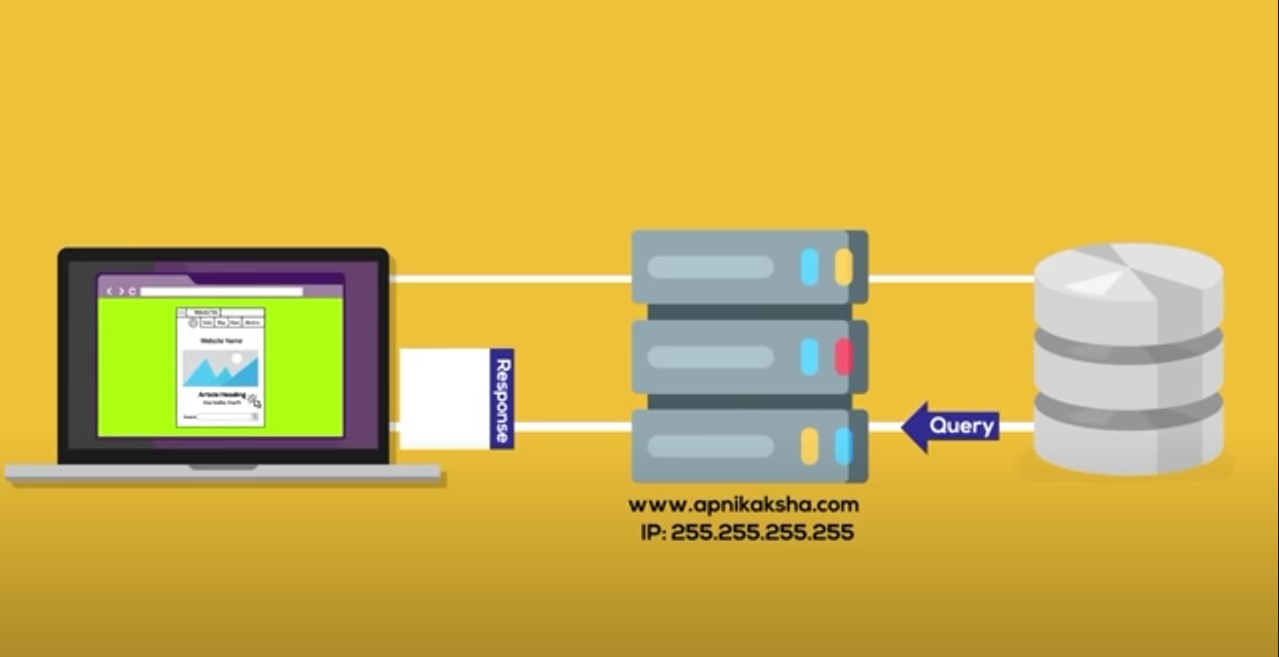 Website Name
Article Heading
Response
Query
www.apnikaksha.com
IP: 255.255.255.255